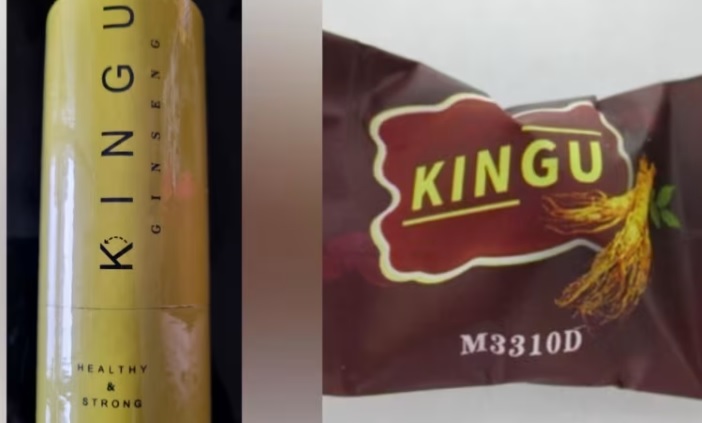 KINGU
GINSENG
HEALTHY
&
STRONG
KINGU
M3310D